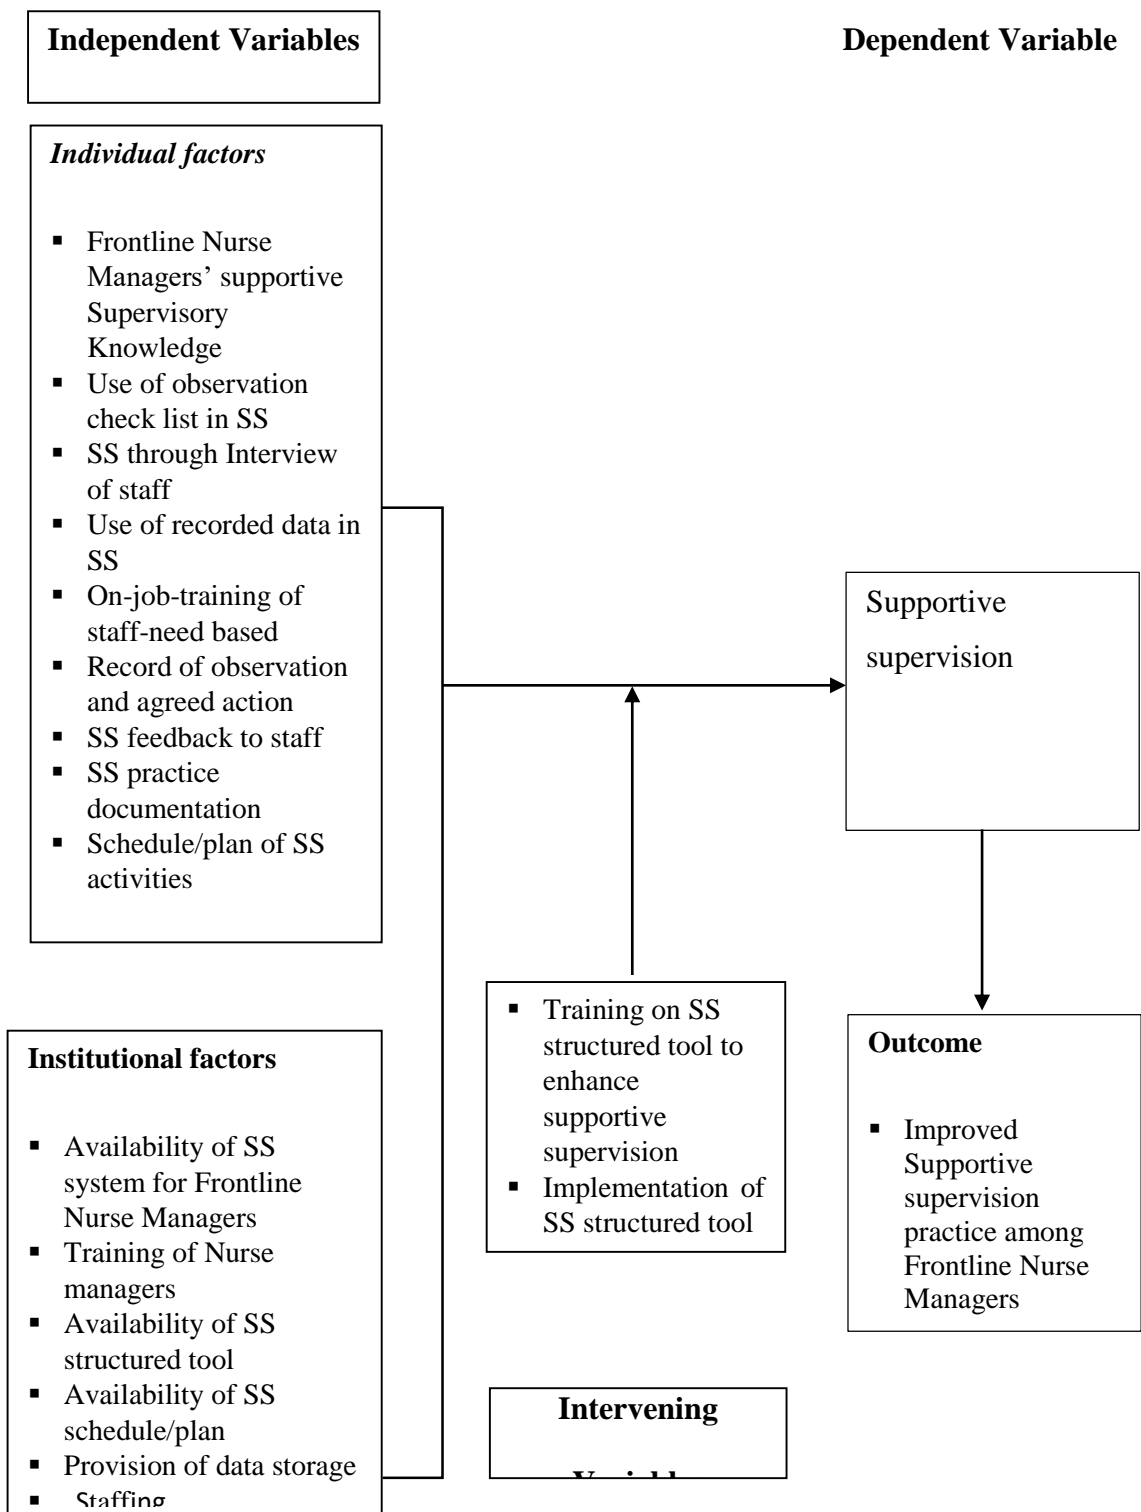 Independent Variables
Dependent Variable
Individual factors
▪ Frontline Nurse
Managers’ supportive
Supervisory
Knowledge
▪ Use of observation
check list in SS
▪ SS through Interview
of staff
▪ Use of recorded data in
SS
▪ On-job-training of
staff-need based
▪ Record of observation
and agreed action
▪ SS feedback to staff
▪ SS practice
documentation
▪ Schedule/plan of SS
activities
Supportive
supervision
Institutional factors
▪ Availability of SS
system for Frontline
Nurse Managers
▪ Training of Nurse
managers
▪ Availability of SS
structured tool
▪ Availability of SS
schedule/plan
▪ Provision of data storage
▪ Staffing
▪ Training on SS
structured tool to
enhance
supportive
supervision
▪ Implementation of
SS structured tool
Intervening
Outcome
▪ Improved
Supportive
supervision
practice among
Frontline Nurse
Managers